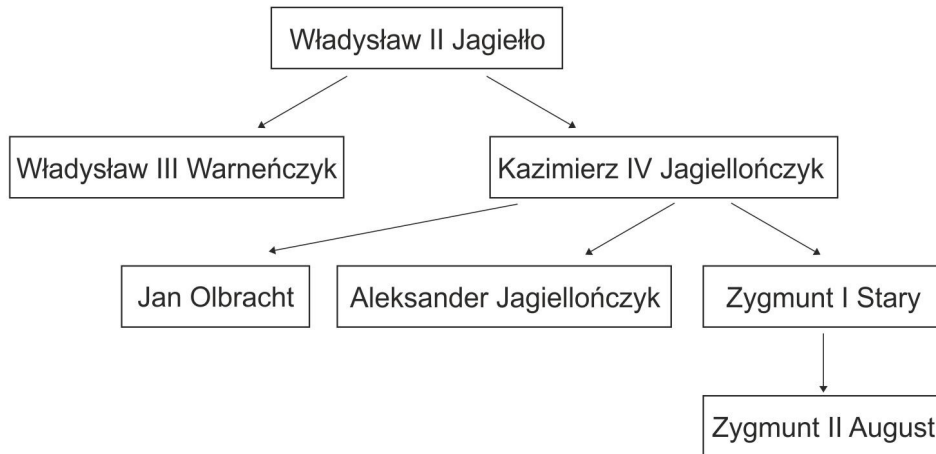 Władysław II Jagiełło
Władysław III Warneńczyk
Kazimierz IV Jagiellończyk
Jan Olbracht
Aleksander Jagiellończyk
Zygmunt I Stary
Zygmunt II August